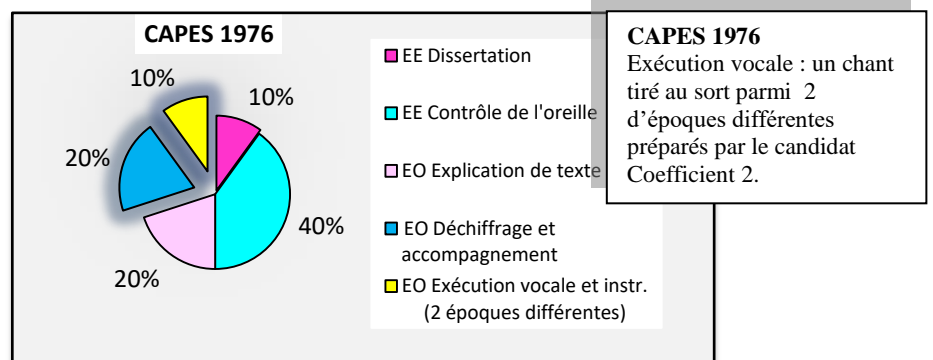 CAPES 1976
10%
10%
20%
40%
20%
EE Dissertation
EE Contrôle de l'oreille
EO Explication de texte
EO Déchiffrage et
accompagnement
EO Exécution vocale et instr.
(2 époques différentes)
CAPES 1976
Exécution vocale : un chant
tiré au sort parmi 2
d'époques différentes
préparés par le candidat
Coefficient 2.